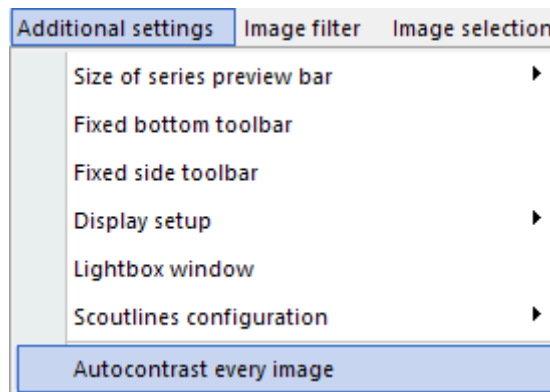 Additional settings Image filter Image selection
Size of series preview bar
Fixed bottom toolbar
Fixed side toolbar
Display setup
Lightbox window
Scoutlines configuration
Autocontrast every image